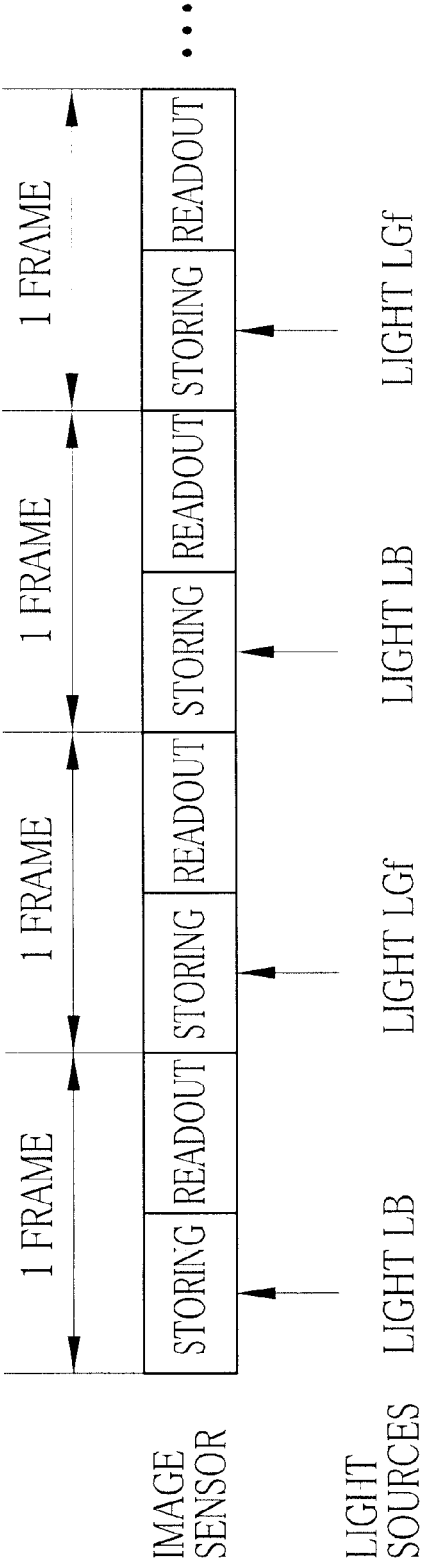 1 FRAME 1 FRAME 1 FRAME 1 FRAME
IMAGE
SENSOR
STORING READOUT STORING READOUT STORING READOUT STORING READOUT •••
LIGHT
SOURCES
LIGHT LB LIGHT LGf LIGHT LB LIGHT LGf